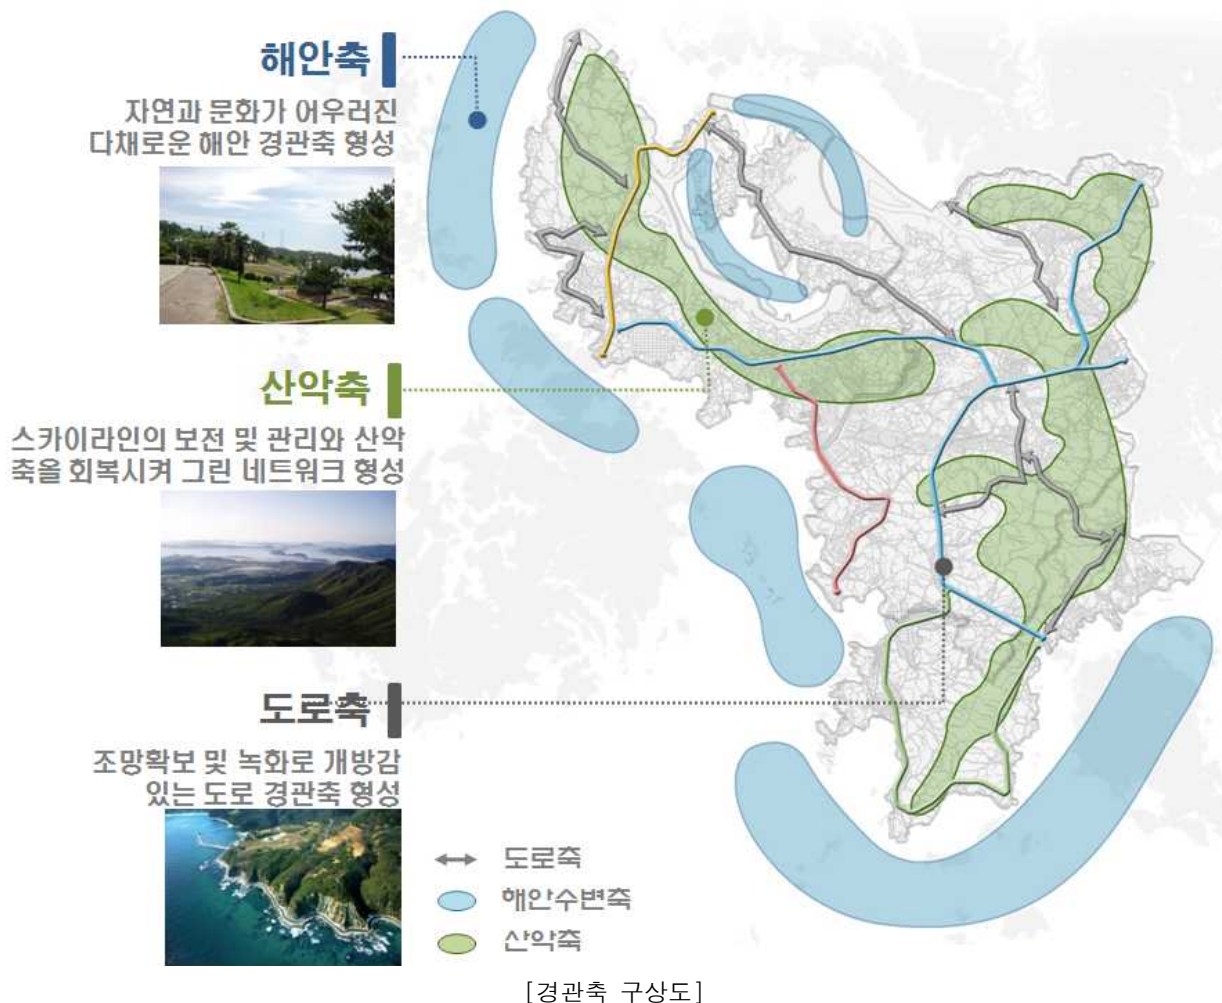 해안축
자연과 문화가 어우러진
다채로운 해안 경관축 형성
산악축
스카이라인의 보전 및 관리와 산악
축을 회복시켜 그린 네트워크 형성
도로축
조망확보 및 녹화로 개방감
있는 도로 경관축 형성
도로축
해안수변축
산악축
[경관축 구상도]